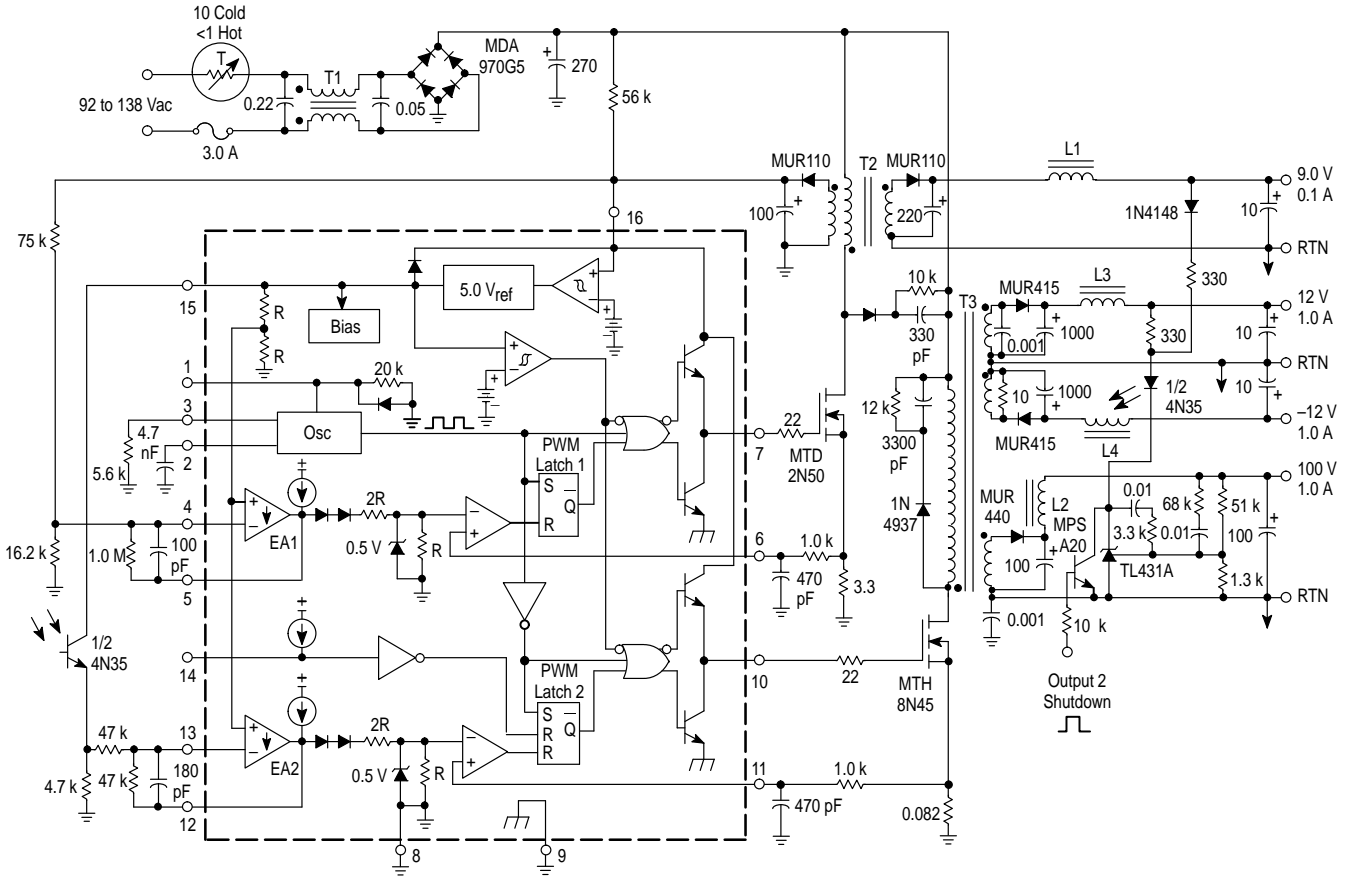 10 Cold
<1 Hot
T
92 to 138 Vac
3.0 A
0.22
T1
0.05
MDA
970G5
+
270
56 k
MUR110
T2
MUR110
L1
9.0 V
0.1 A
100
+
220
+
1N4148
10
+
RTN
16
75 k
15
R
R
Bias
5.0 Vref
+
–
+
+
–
+
10 k
330
pF
T3
MUR415
L3
330
12 V
1.0 A
0.001
1000
+
330
10
+
RTN
10
1000
+
MUR415
L4
1/2
4N35
10
+
–12 V
1.0 A
1
20 k
3
Osc
4.7
nF
2
5.6 k
PWM
Latch 1
S
Q
R
7
22
MTD
2N50
12 k
3300
pF
1N
4937
4
16.2 k
1.0 M
100
pF
5
+
–
EA1
2R
0.5 V
R
–
+
6
1.0 k
470
pF
3.3
MUR
440
L2
MPS
A20
100 V
1.0 A
0.01
3.3 k
68 k
0.01
51 k
100
+
100
+
TL431A
1.3 k
RTN
0.001
10 k
Output 2
Shutdown
1/2
4N35
14
PWM
Latch 2
S
R
R
Q
10
22
MTH
8N45
47 k
13
4.7 k
47 k
180
pF
12
+
–
EA2
2R
0.5 V
R
–
+
11
1.0 k
470 pF
0.082
8
9